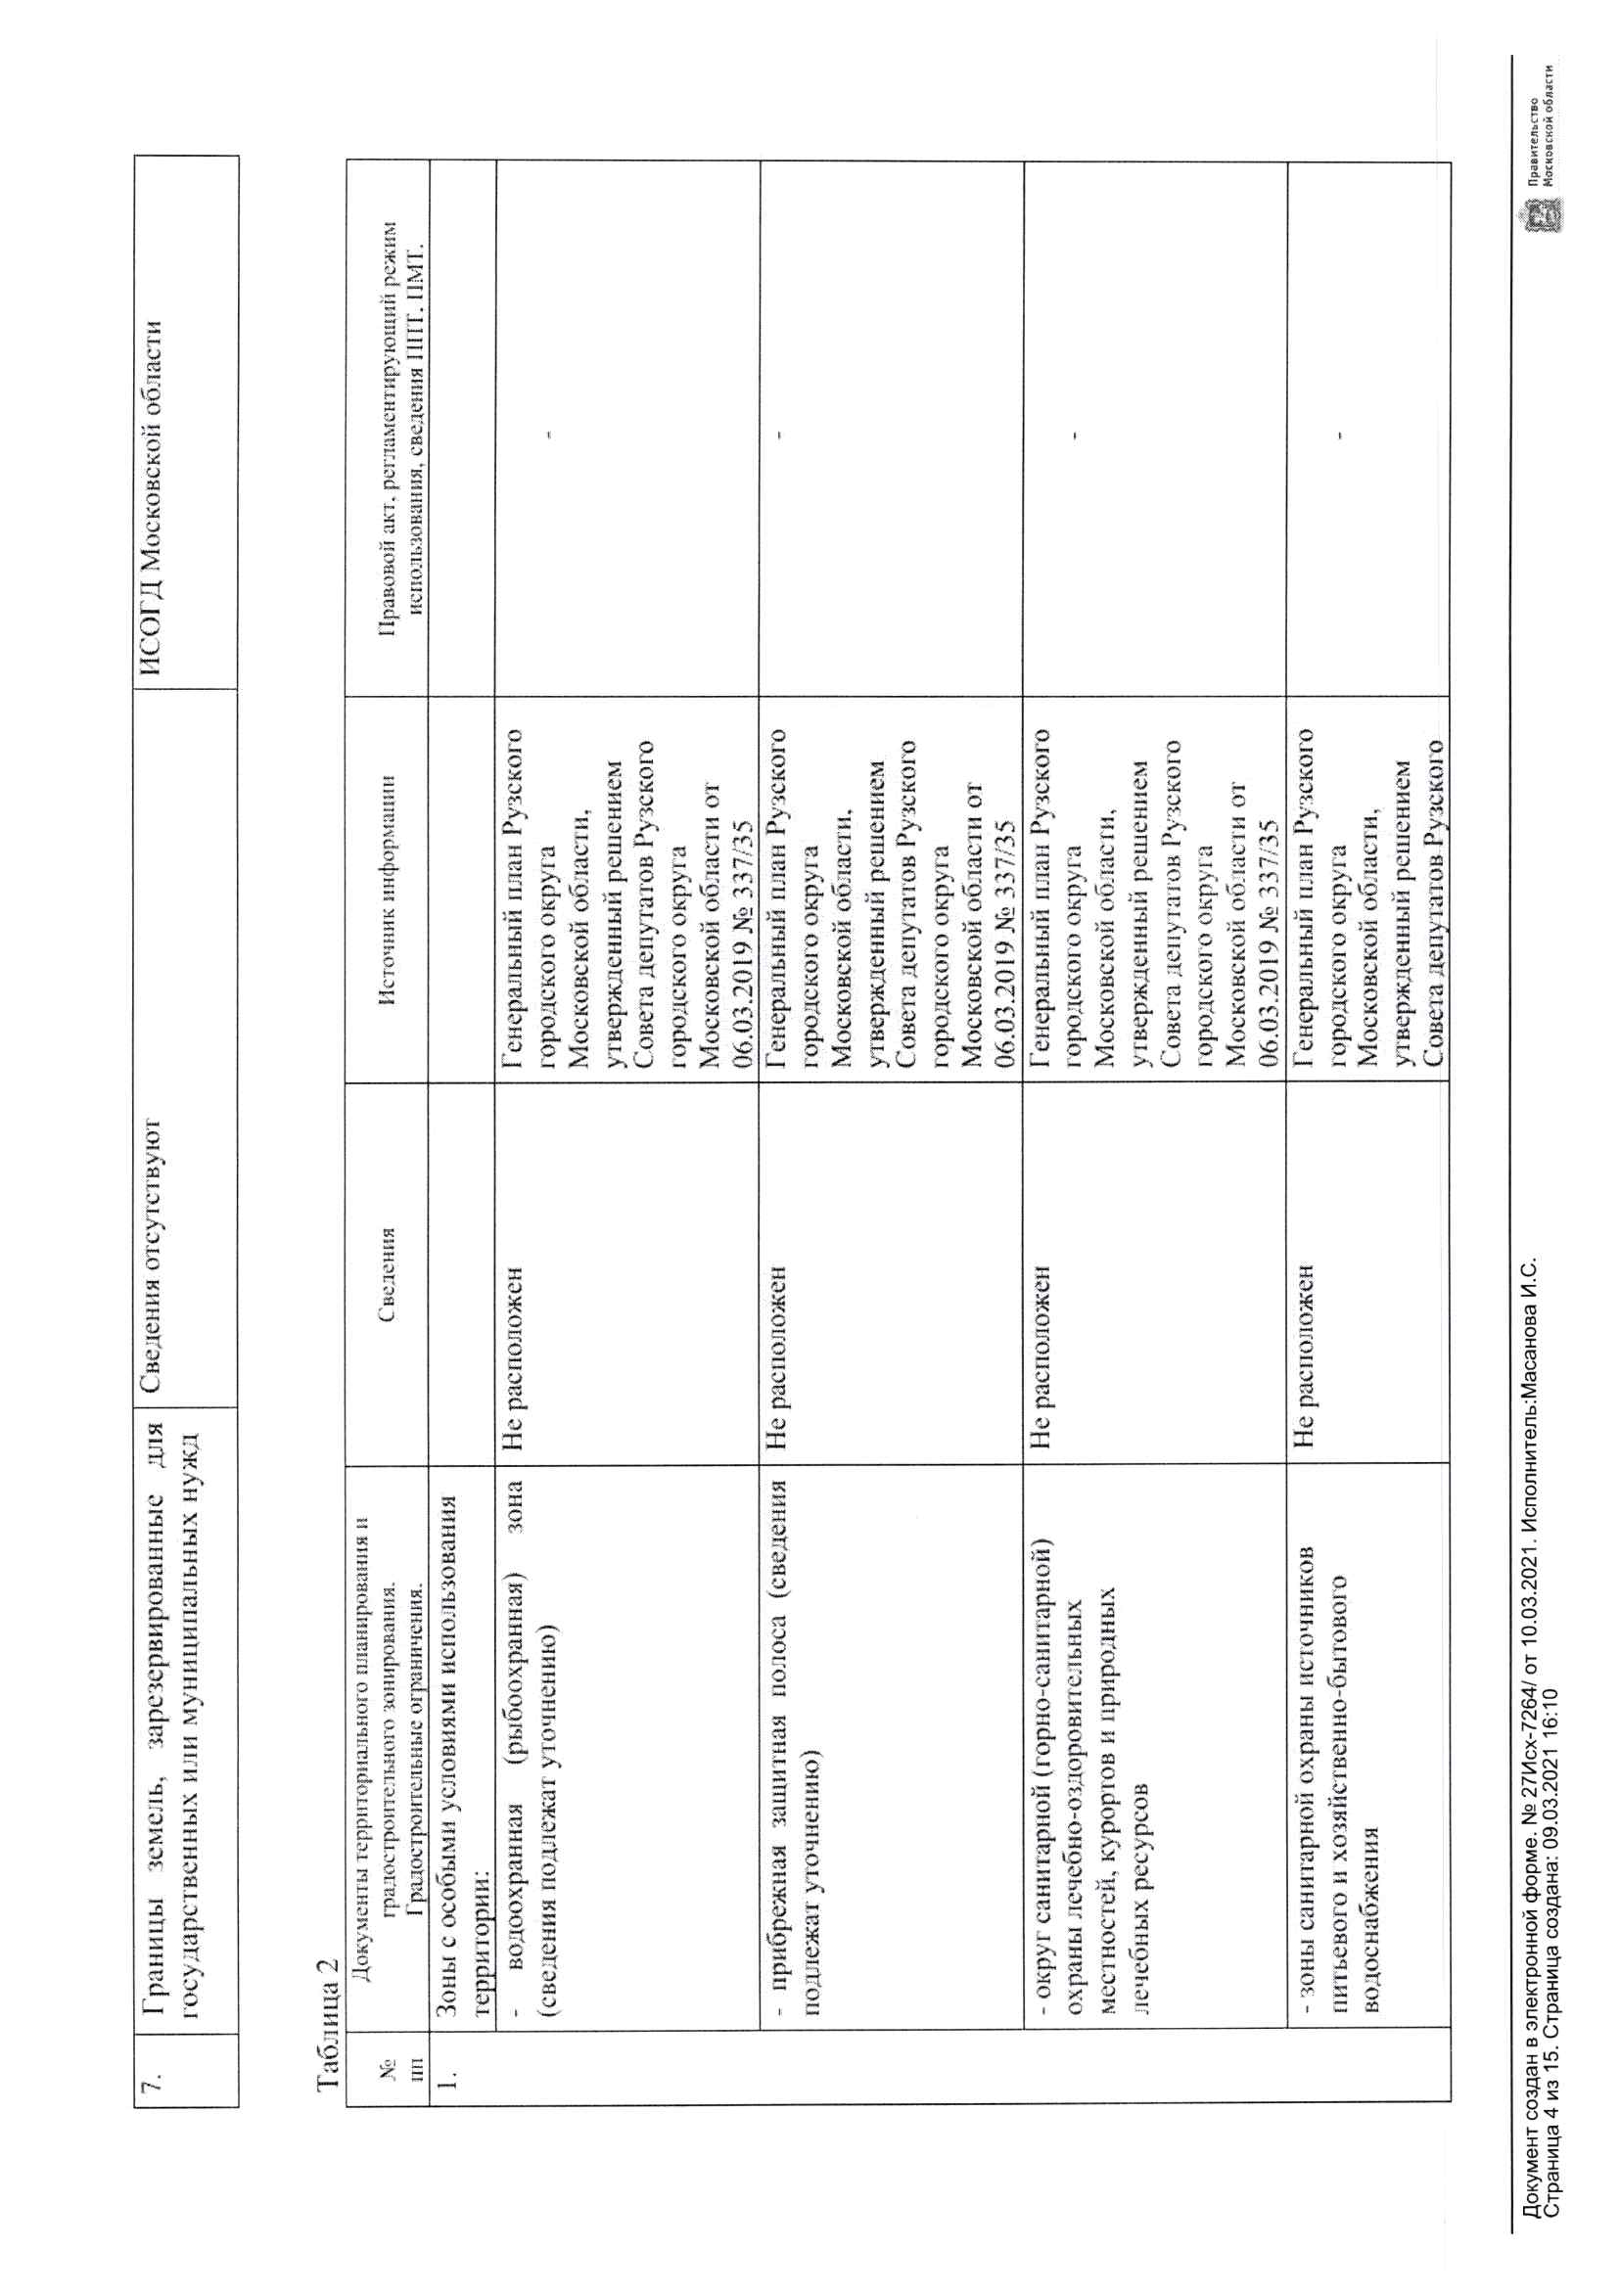 7.
Границы земель, зарезервированные для
государственных или муниципальных нужд
Сведения отсутствуют
ИСОГД Московской области
Таблица 2
№
пп
Документы территориального планирования и
градостроительного зонирования.
Градостроительные ограничения.
Сведения
Источник информации
Правовой акт, регламентирующий режим
использования, сведения ППТ, ПМТ.
1.
Зоны с особыми условиями использования
территории:
- водоохранная (рыбоохранная) зона
(сведения подлежат уточнению)
Не расположен
Генеральный план Рузского
городского округа
Московской области,
утвержденный решением
Совета депутатов Рузского
городского округа
Московской области от
06.03.2019 № 337/35
-
- прибрежная защитная полоса (сведения
подлежат уточнению)
Не расположен
Генеральный план Рузского
городского округа
Московской области,
утвержденный решением
Совета депутатов Рузского
городского округа
Московской области от
06.03.2019 № 337/35
-
- округ санитарной (горно-санитарной)
охраны лечебно-оздоровительных
местностей, курортов и природных
лечебных ресурсов
Не расположен
Генеральный план Рузского
городского округа
Московской области,
утвержденный решением
Совета депутатов Рузского
городского округа
Московской области от
06.03.2019 № 337/35
-
- зоны санитарной охраны источников
питьевого и хозяйственно-бытового
водоснабжения
Не расположен
Генеральный план Рузского
городского округа
Московской области,
утвержденный решением
Совета депутатов Рузского
-
Документ создан в электронной форме. № 27Исх-7264/ от 10.03.2021. Исполнитель:Масанова И.С.
Страница 4 из 15. Страница создана: 09.03.2021 16:10
Правительство
Московской области